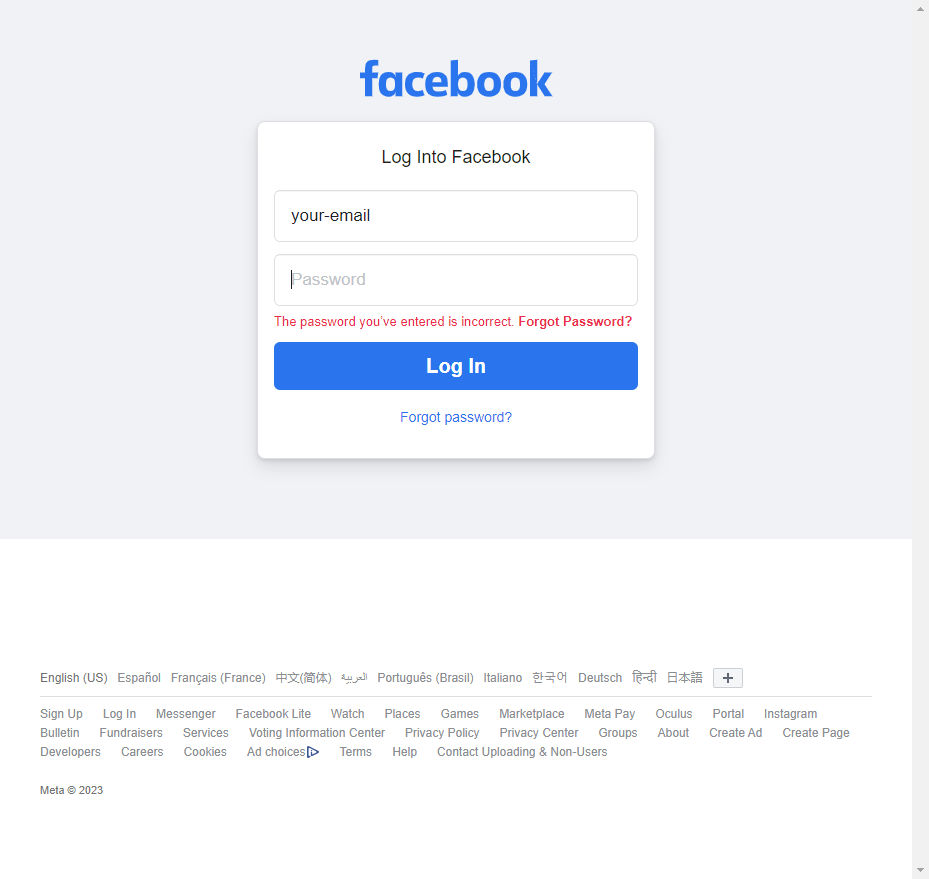 facebook
Log Into Facebook
your-email
Password
The password you've entered is incorrect. Forgot Password?
Log In
Forgot password?
English (US) Español Français (France) 中文(简体) العربية Português (Brasil) Italiano 한국어 Deutsch हिन्दी 日本語
Sign Up Log In Messenger Facebook Lite Watch Places Games Marketplace Meta Pay Oculus Portal Instagram
Bulletin Fundraisers Services Voting Information Center Privacy Policy Privacy Center Groups About Create Ad Create Page
Developers Careers Cookies Ad choices Terms Help Contact Uploading & Non-Users
Meta © 2023